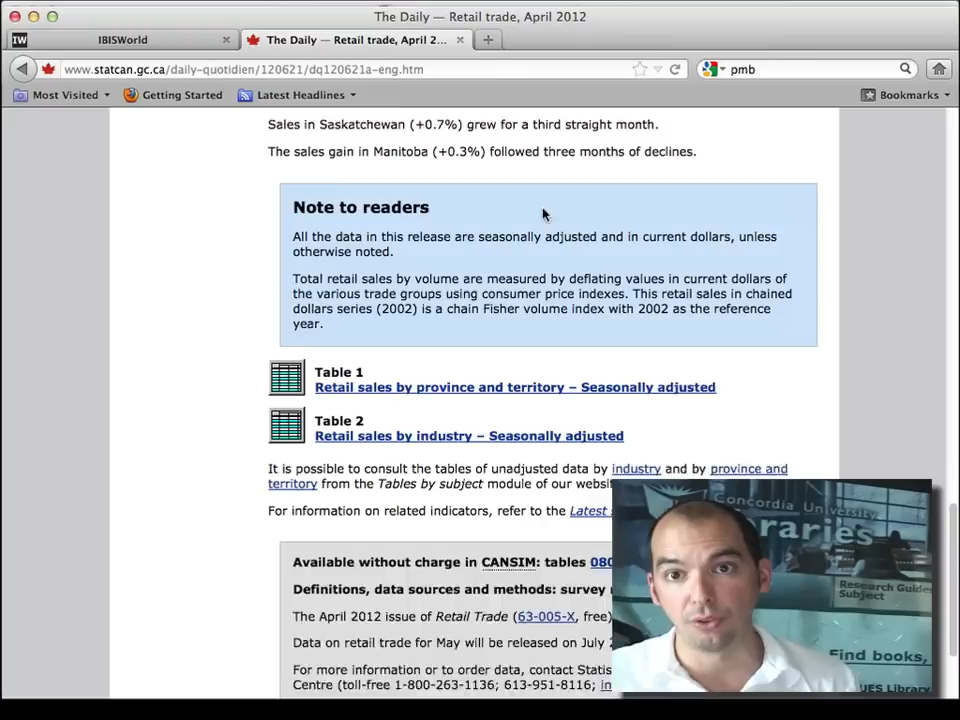 The Daily — Retail trade, April 2012
IW IBISWorld × The Daily — Retail trade, April 2... × +
www.statcan.gc.ca/daily-quotidien/120621/dq120621a-eng.htm pmb
Most Visited Getting Started Latest Headlines Bookmarks
Sales in Saskatchewan (+0.7%) grew for a third straight month.
The sales gain in Manitoba (+0.3%) followed three months of declines.
Note to readers
All the data in this release are seasonally adjusted and in current dollars, unless
otherwise noted.
Total retail sales by volume are measured by deflating values in current dollars of
the various trade groups using consumer price indexes. This retail sales in chained
dollars series (2002) is a chain Fisher volume index with 2002 as the reference
year.
Table 1
Retail sales by province and territory – Seasonally adjusted
Table 2
Retail sales by industry – Seasonally adjusted
It is possible to consult the tables of unadjusted data by industry and by province and
territory from the Tables by subject module of our
For information on related indicators, refer to the Latest
Available without charge in CANSIM: tables 080
Definitions, data sources and methods: survey
The April 2012 issue of Retail Trade (63-005-X, free)
Data on retail trade for May will be released on July
For more information or to order data, contact
Centre (toll-free 1-800-263-1136; 613-951-8116;
Concordia University
raries
Research Guides
Subject
Find books,
UES Library